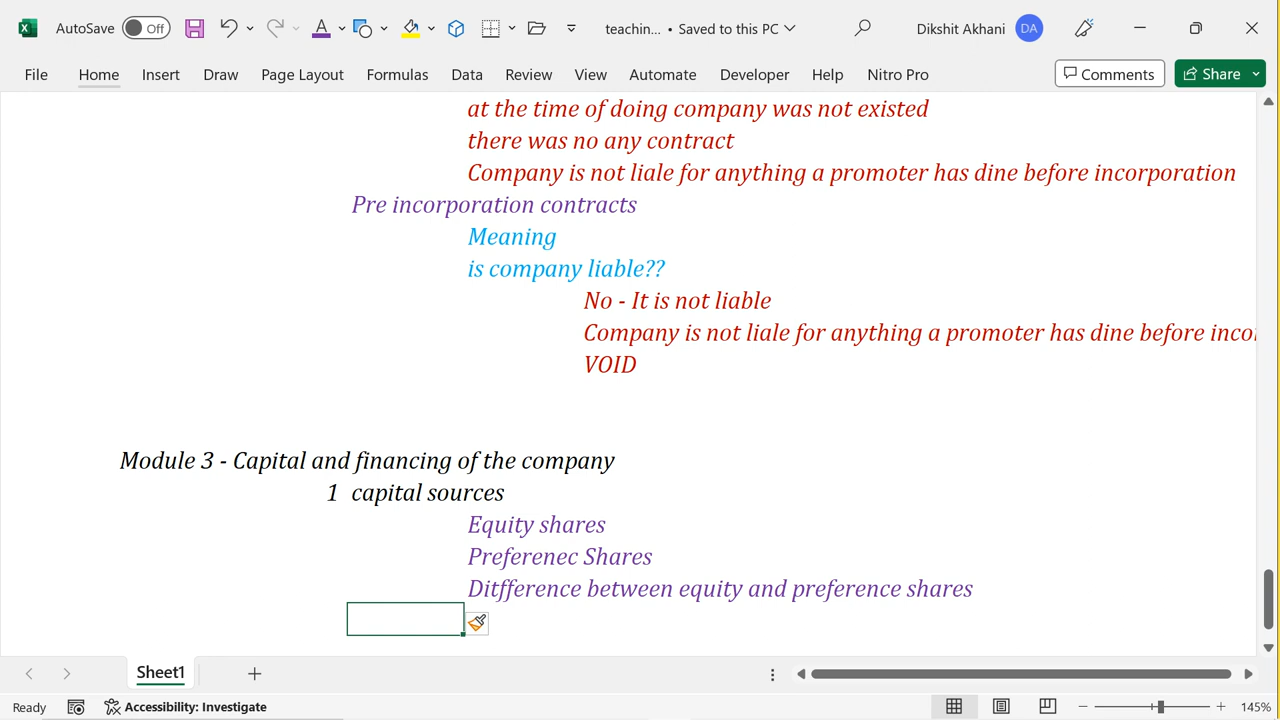 AutoSave Off teachin... • Saved to this PC Dikshit Akhani DA
File Home Insert Draw Page Layout Formulas Data Review View Automate Developer Help Nitro Pro Comments Share
at the time of doing company was not existed
there was no any contract
Company is not liale for anything a promoter has dine before incorporation
Pre incorporation contracts
Meaning
is company liable??
No - It is not liable
Company is not liale for anything a promoter has dine before inco
VOID
Module 3 - Capital and financing of the company
1 capital sources
Equity shares
Preferenec Shares
Ditfference between equity and preference shares
Sheet1
Ready Accessibility: Investigate 145%